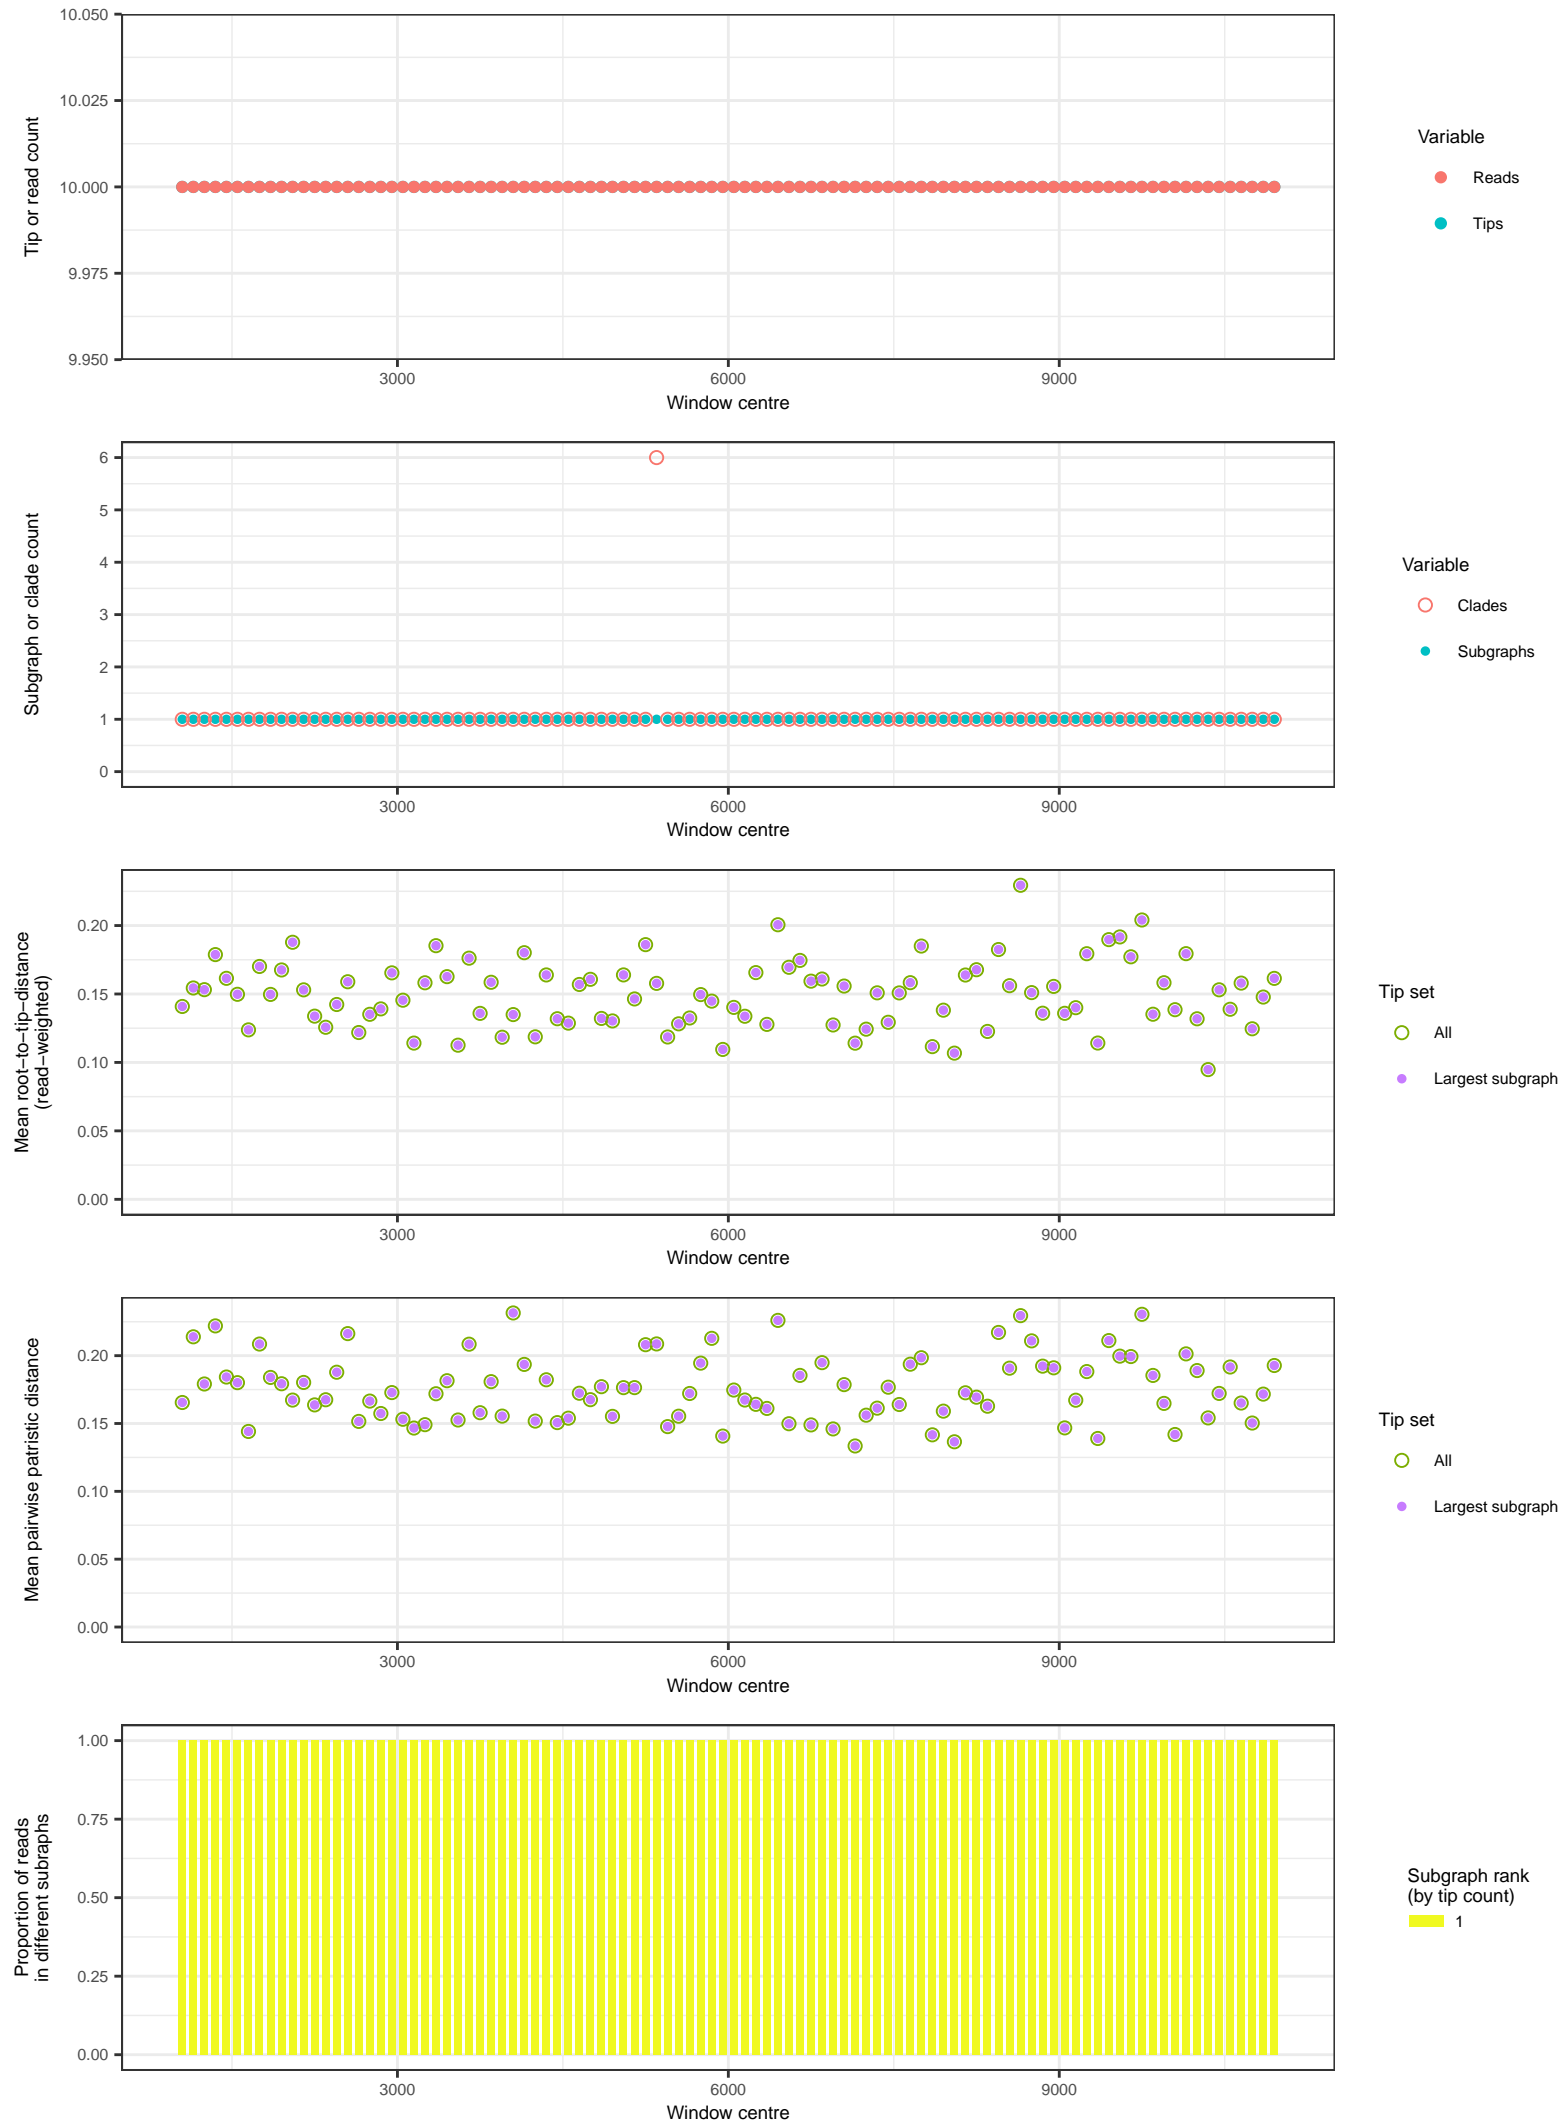 10.050
10.025
10.000
9.975
9.950
Tip or read count
3000
6000
9000
Window centre
Variable
Reads
Tips
6
5
4
3
2
1
0
Subgraph or clade count
3000
6000
9000
Window centre
Variable
Clades
Subgraphs
0.20
0.15
0.10
0.05
0.00
Mean root−to−tip−distance
(read−weighted)
3000
6000
9000
Window centre
Tip set
All
Largest subgraph
0.20
0.15
0.10
0.05
0.00
Mean pairwise patristic distance
3000
6000
9000
Window centre
Tip set
All
Largest subgraph
1.00
0.75
0.50
0.25
0.00
Proportion of reads
in different subraphs
3000
6000
9000
Window centre
Subgraph rank
(by tip count)
1